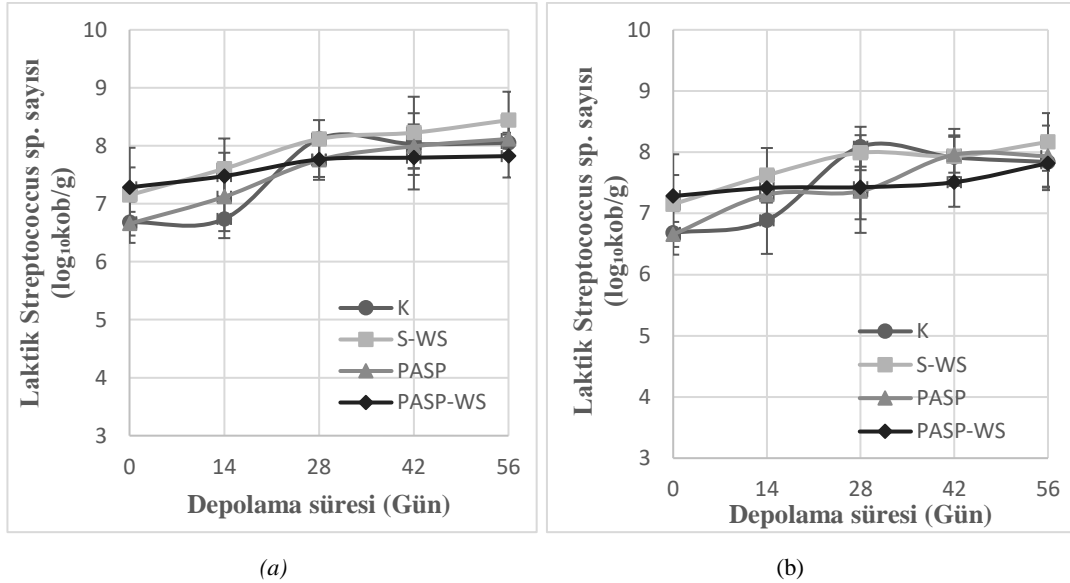 Laktik Streptococcus sp. sayısı
(log₁₀kob/g)
10
9
8
7
6
5
4
3
K
S-WS
PASP
PASP-WS
0 14 28 42 56
Depolama süresi (Gün)
(a)
Laktik Streptococcus sp. sayısı
(log₁₀kob/g)
10
9
8
7
6
5
4
3
K
S-WS
PASP
PASP-WS
0 14 28 42 56
Depolama süresi (Gün)
(b)